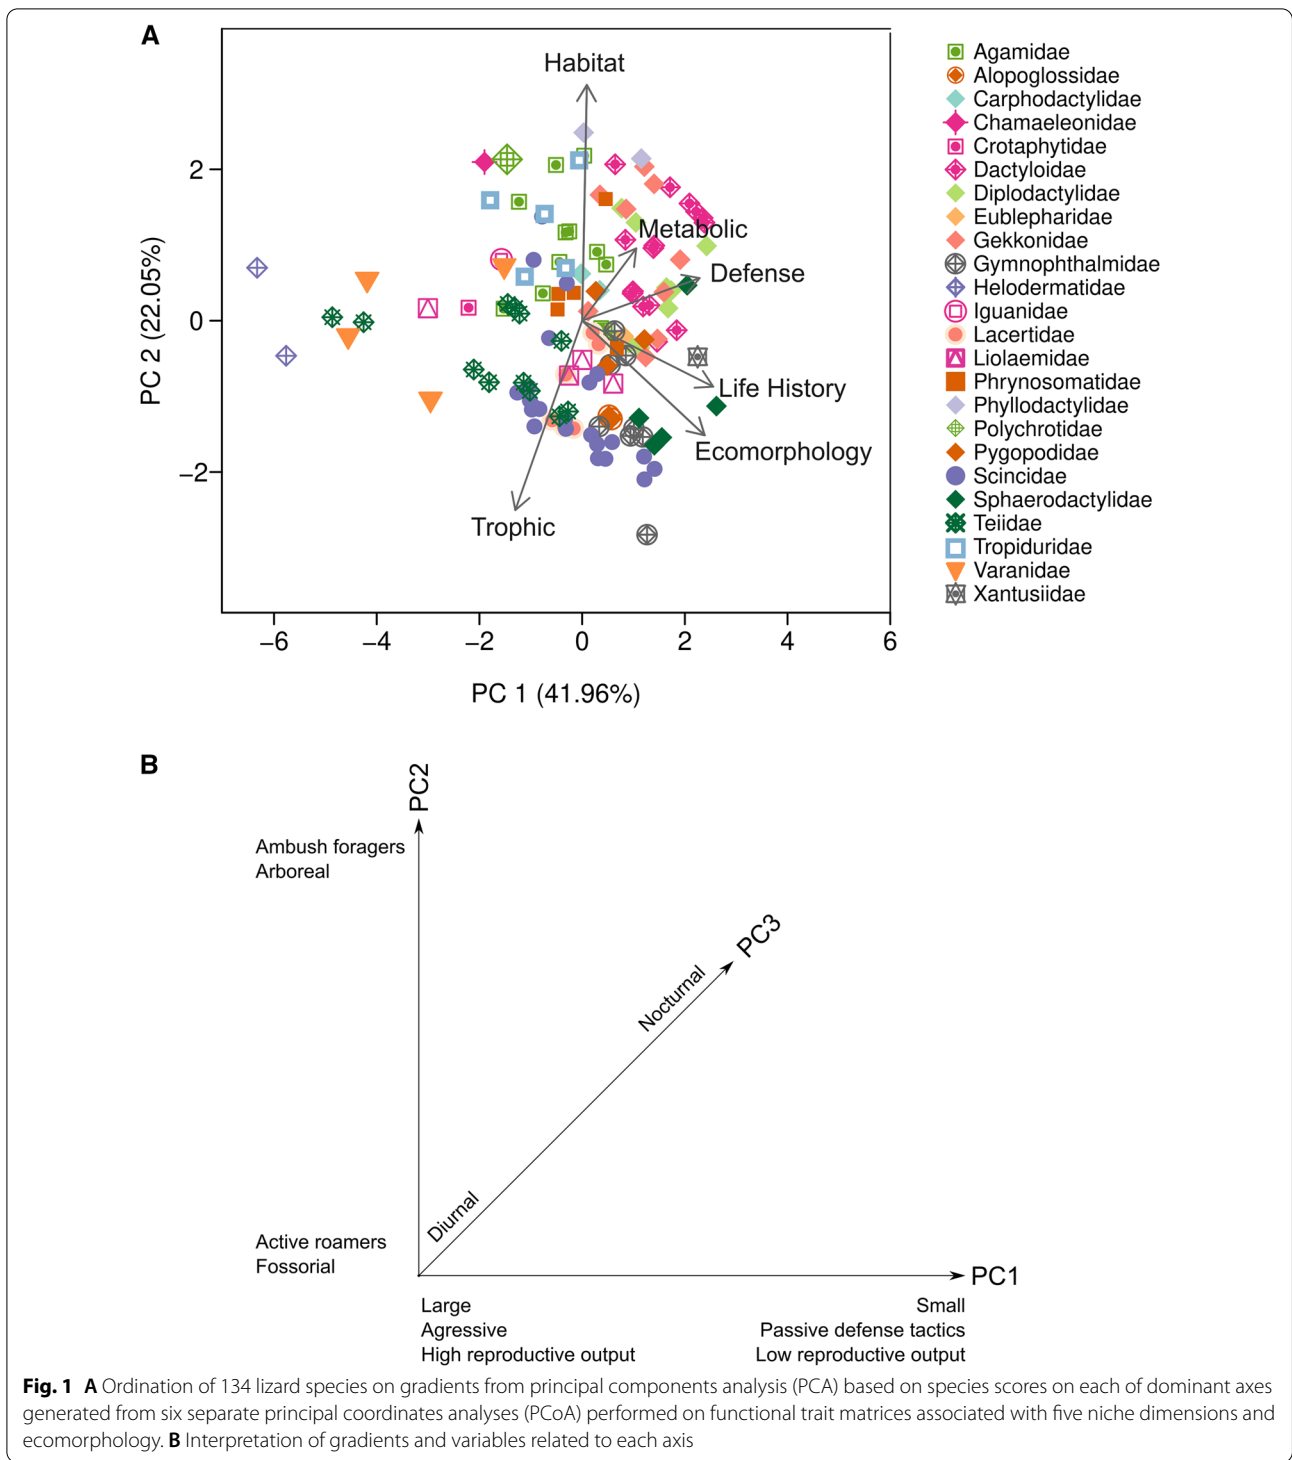 A
Habitat
Metabolic
Defense
Life History
Ecomorphology
Trophic
PC 2 (22.05%)
2
0
−2
−6
−4
−2
0
2
4
6
PC 1 (41.96%)
Agamidae
Alopoglossidae
Carphodactylidae
Chamaeleonidae
Crotaphytidae
Dactyloidae
Diplodactylidae
Eublepharidae
Gekkonidae
Gymnophthalmidae
Helodermatidae
Iguanidae
Lacertidae
Liolaemidae
Phrynosomatidae
Phyllodactylidae
Polychrotidae
Pygopodidae
Scincidae
Sphaerodactylidae
Teiidae
Tropiduridae
Varanidae
Xantusiidae
B
PC2
Ambush foragers
Arboreal
PC3
Nocturnal
Diurnal
Active roamers
Fossorial
PC1
Large
Agressive
High reproductive output
Small
Passive defense tactics
Low reproductive output
Fig. 1 A Ordination of 134 lizard species on gradients from principal components analysis (PCA) based on species scores on each of dominant axes
generated from six separate principal coordinates analyses (PCoA) performed on functional trait matrices associated with five niche dimensions and
ecomorphology. B Interpretation of gradients and variables related to each axis